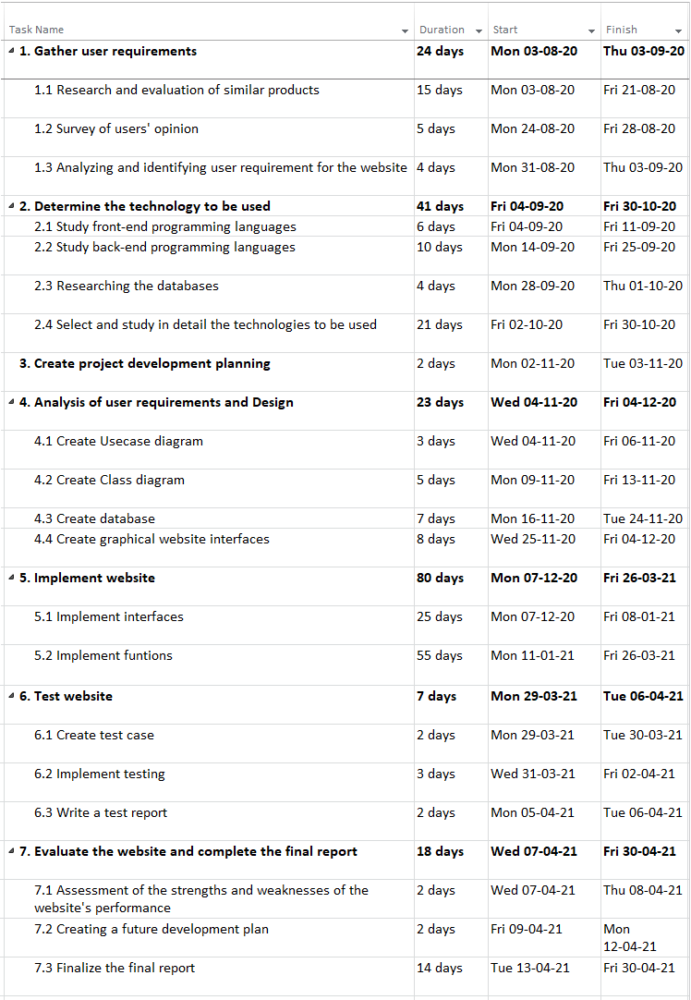 Task Name Duration Start Finish
1. Gather user requirements 24 days Mon 03-08-20 Thu 03-09-20
1.1 Research and evaluation of similar products 15 days Mon 03-08-20 Fri 21-08-20
1.2 Survey of users' opinion 5 days Mon 24-08-20 Fri 28-08-20
1.3 Analyzing and identifying user requirement for the website 4 days Mon 31-08-20 Thu 03-09-20
2. Determine the technology to be used 41 days Fri 04-09-20 Fri 30-10-20
2.1 Study front-end programming languages 6 days Fri 04-09-20 Fri 11-09-20
2.2 Study back-end programming languages 10 days Mon 14-09-20 Fri 25-09-20
2.3 Researching the databases 4 days Mon 28-09-20 Thu 01-10-20
2.4 Select and study in detail the technologies to be used 21 days Fri 02-10-20 Fri 30-10-20
3. Create project development planning 2 days Mon 02-11-20 Tue 03-11-20
4. Analysis of user requirements and Design 23 days Wed 04-11-20 Fri 04-12-20
4.1 Create Usecase diagram 3 days Wed 04-11-20 Fri 06-11-20
4.2 Create Class diagram 5 days Mon 09-11-20 Fri 13-11-20
4.3 Create database 7 days Mon 16-11-20 Tue 24-11-20
4.4 Create graphical website interfaces 8 days Wed 25-11-20 Fri 04-12-20
5. Implement website 80 days Mon 07-12-20 Fri 26-03-21
5.1 Implement interfaces 25 days Mon 07-12-20 Fri 08-01-21
5.2 Implement funtions 55 days Mon 11-01-21 Fri 26-03-21
6. Test website 7 days Mon 29-03-21 Tue 06-04-21
6.1 Create test case 2 days Mon 29-03-21 Tue 30-03-21
6.2 Implement testing 3 days Wed 31-03-21 Fri 02-04-21
6.3 Write a test report 2 days Mon 05-04-21 Tue 06-04-21
7. Evaluate the website and complete the final report 18 days Wed 07-04-21 Fri 30-04-21
7.1 Assessment of the strengths and weaknesses of the 2 days Wed 07-04-21 Thu 08-04-21
website's performance
7.2 Creating a future development plan 2 days Fri 09-04-21 Mon
12-04-21
7.3 Finalize the final report 14 days Tue 13-04-21 Fri 30-04-21